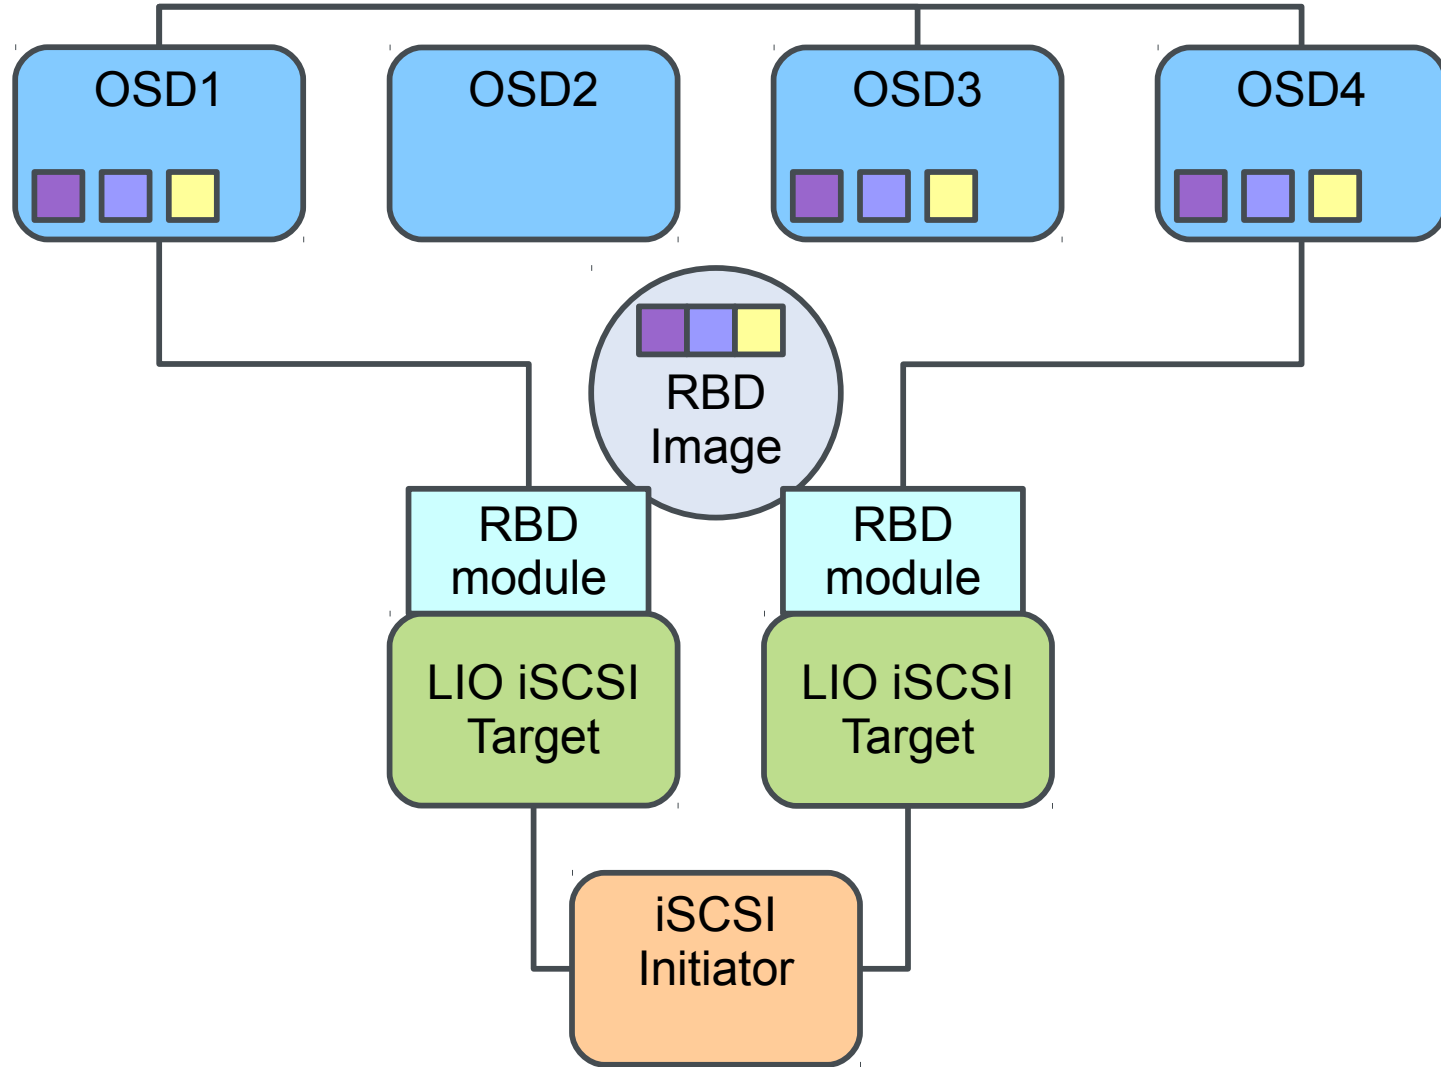 OSD1
OSD2
OSD3
OSD4
RBD
Image
RBD
module
RBD
module
LIO iSCSI
Target
LIO iSCSI
Target
iSCSI
Initiator